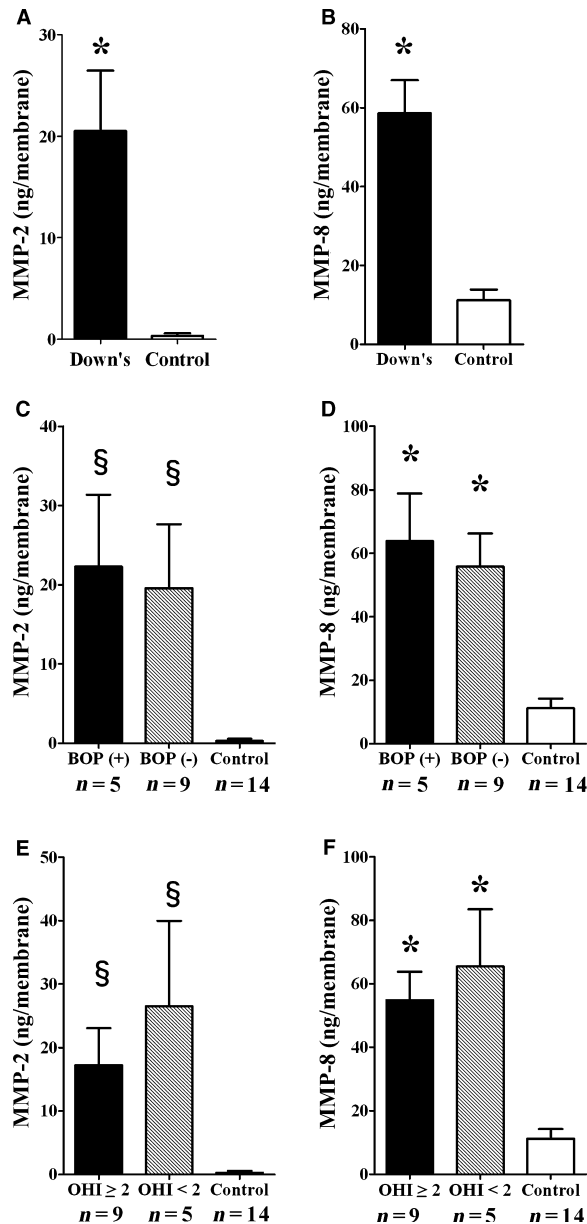 A
MMP-2 (ng/membrane)
30
20
10
0
*
Down's Control
B
MMP-8 (ng/membrane)
80
60
40
20
0
*
Down's Control
C
MMP-2 (ng/membrane)
40
30
20
10
0
§ §
BOP (+) BOP (-) Control
n = 5 n = 9 n = 14
D
MMP-8 (ng/membrane)
100
80
60
40
20
0
* *
BOP (+) BOP (-) Control
n = 5 n = 9 n = 14
E
MMP-2 (ng/membrane)
50
40
30
20
10
0
§ §
OHI ≥ 2 OHI < 2 Control
n = 9 n = 5 n = 14
F
MMP-8 (ng/membrane)
100
80
60
40
20
0
* *
OHI ≥ 2 OHI < 2 Control
n = 9 n = 5 n = 14